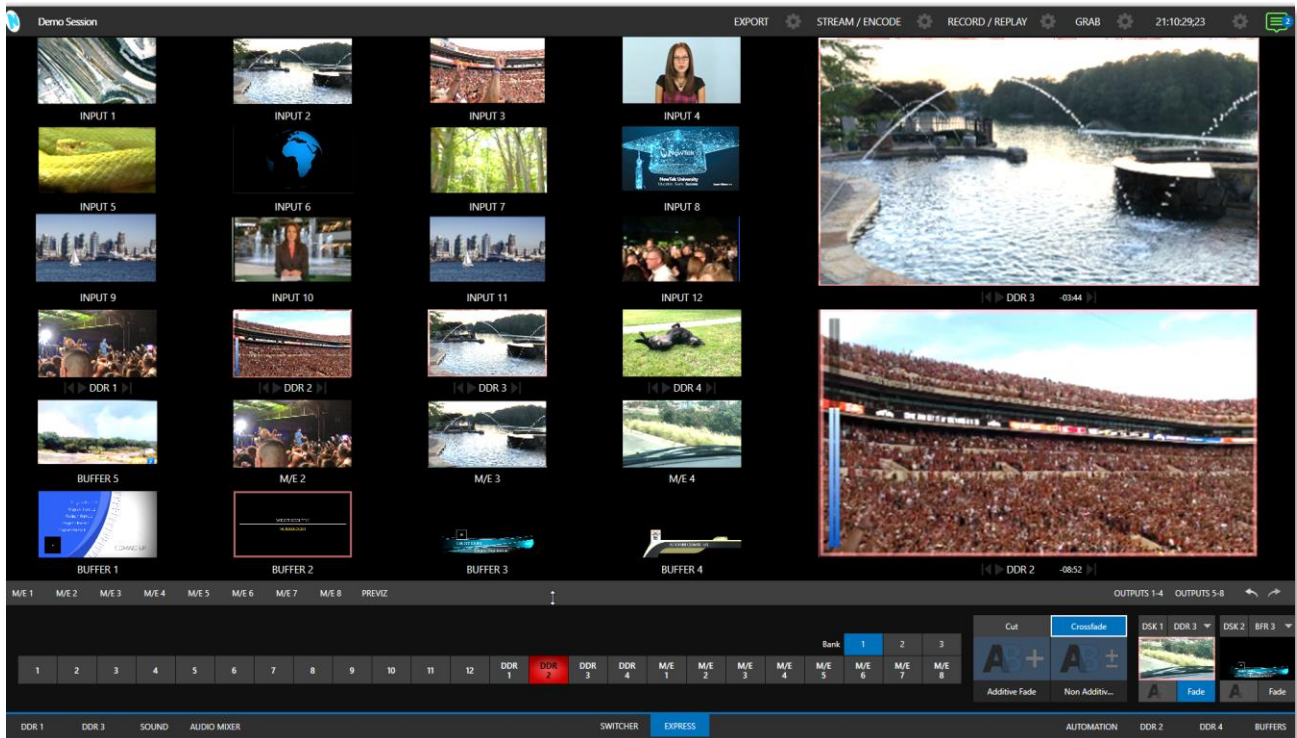 Demo Session EXPORT STREAM / ENCODE RECORD / REPLAY GRAB 21:10:29;23 2
INPUT 1 INPUT 2 INPUT 3 INPUT 4
NewTek
NewTek University
INPUT 5 INPUT 6 INPUT 7 INPUT 8
INPUT 9 INPUT 10 INPUT 11 INPUT 12
DDR 3 -03:44
DDR 1 DDR 2 DDR 3 DDR 4
BUFFER 5 M/E 2 M/E 3 M/E 4
COMING UP
BUFFER 1 BUFFER 2 BUFFER 3 BUFFER 4
DDR 2 -08:52
M/E 1 M/E 2 M/E 3 M/E 4 M/E 5 M/E 6 M/E 7 M/E 8 PREVIZ OUTPUTS 1-4 OUTPUTS 5-8
Cut Crossfade DSK 1 DDR 3 DSK 2 BFR 3
Bank 1 2 3
1 2 3 4 5 6 7 8 9 10 11 12 DDR 1 DDR 2 DDR 3 DDR 4 M/E 1 M/E 2 M/E 3 M/E 4 M/E 5 M/E 6 M/E 7 M/E 8
Additive Fade Non Additiv... Fade Fade
DDR 1 DDR 3 SOUND AUDIO MIXER SWITCHER EXPRESS AUTOMATION DDR 2 DDR 4 BUFFERS